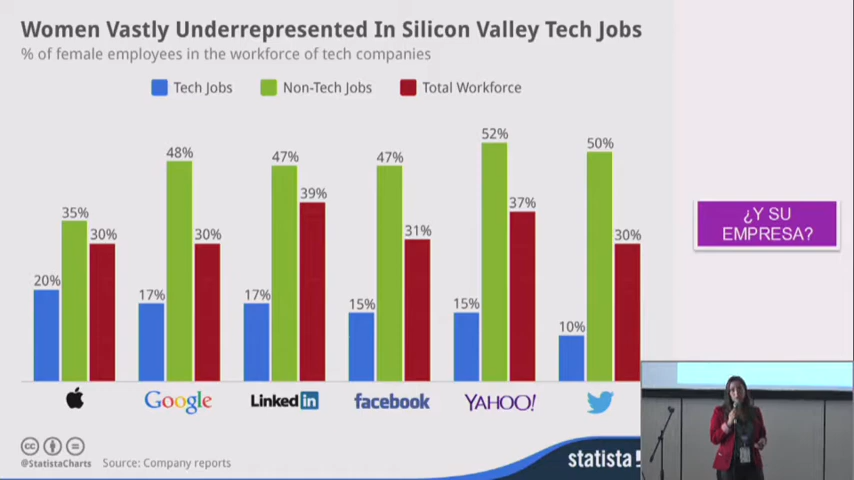 Women Vastly Underrepresented In Silicon Valley Tech Jobs
% of female employees in the workforce of tech companies
Tech Jobs Non-Tech Jobs Total Workforce
20% 35% 30%
17% 48% 30%
17% 47% 39%
15% 47% 31%
15% 52% 37%
10% 50% 30%
Google LinkedIn facebook YAHOO!
¿Y SU
EMPRESA?
@StatistaCharts Source: Company reports
statista